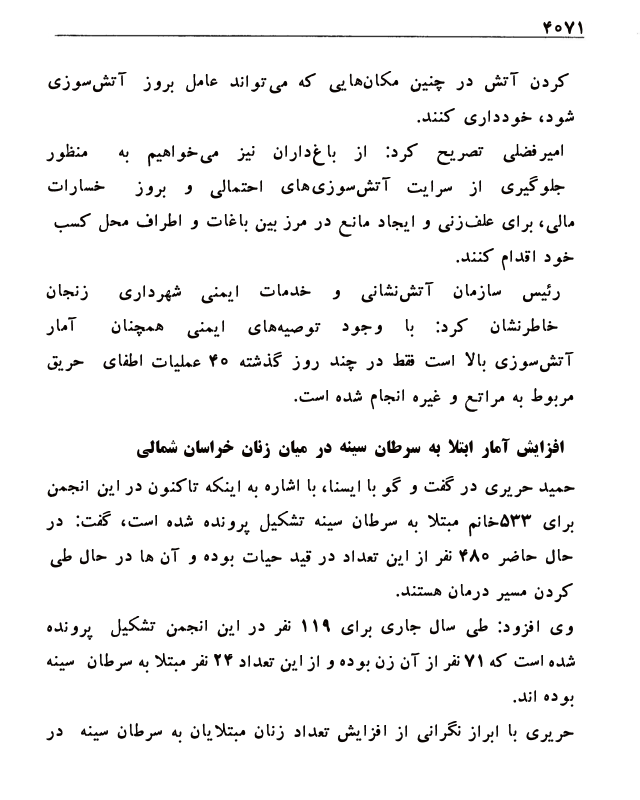 ۴۰۷۱
کردن آتش در چنین مکان‌هایی که می‌تواند عامل بروز آتش‌سوزی
شود، خودداری کنند.
امیرفضلی تصریح کرد: از باغ‌داران نیز می‌خواهیم به منظور
جلوگیری از سرایت آتش‌سوزی‌های احتمالی و بروز خسارات
مالی، برای علف‌زنی و ایجاد مانع در مرز بین باغات و اطراف محل کسب
خود اقدام کنند.
رئیس سازمان آتش‌نشانی و خدمات ایمنی شهرداری زنجان
خاطرنشان کرد: با وجود توصیه‌های ایمنی همچنان آمار
آتش‌سوزی بالا است فقط در چند روز گذشته ۴۰ عملیات اطفای حریق
مربوط به مراتع و غیره انجام شده است.
افزایش آمار ابتلا به سرطان سینه در میان زنان خراسان شمالی
حمید حریری در گفت و گو با ایسنا، با اشاره به اینکه تاکنون در این انجمن
برای ۵۳۳خانم مبتلا به سرطان سینه تشکیل پرونده شده است، گفت: در
حال حاضر ۴۸۰ نفر از این تعداد در قید حیات بوده و آن ها در حال طی
کردن مسیر درمان هستند.
وی افزود: طی سال جاری برای ۱۱۹ نفر در این انجمن تشکیل پرونده
شده است که ۷۱ نفر از آن زن بوده و از این تعداد ۲۴ نفر مبتلا به سرطان سینه
بوده اند.
حریری با ابراز نگرانی از افزایش تعداد زنان مبتلایان به سرطان سینه در